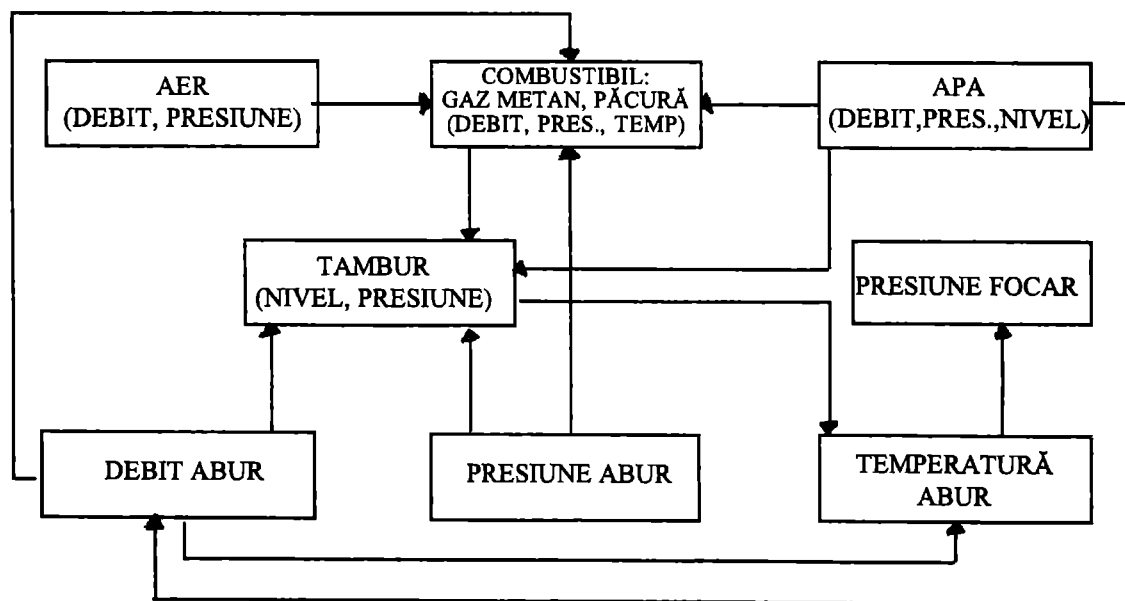 AER
(DEBIT, PRESIUNE)
COMBUSTIBIL:
GAZ METAN, PĂCURĂ
(DEBIT, PRES., TEMP)
APA
(DEBIT,PRES.,NIVEL)
TAMBUR
(NIVEL, PRESIUNE)
PRESIUNE FOCAR
DEBIT ABUR
PRESIUNE ABUR
TEMPERATURĂ
ABUR